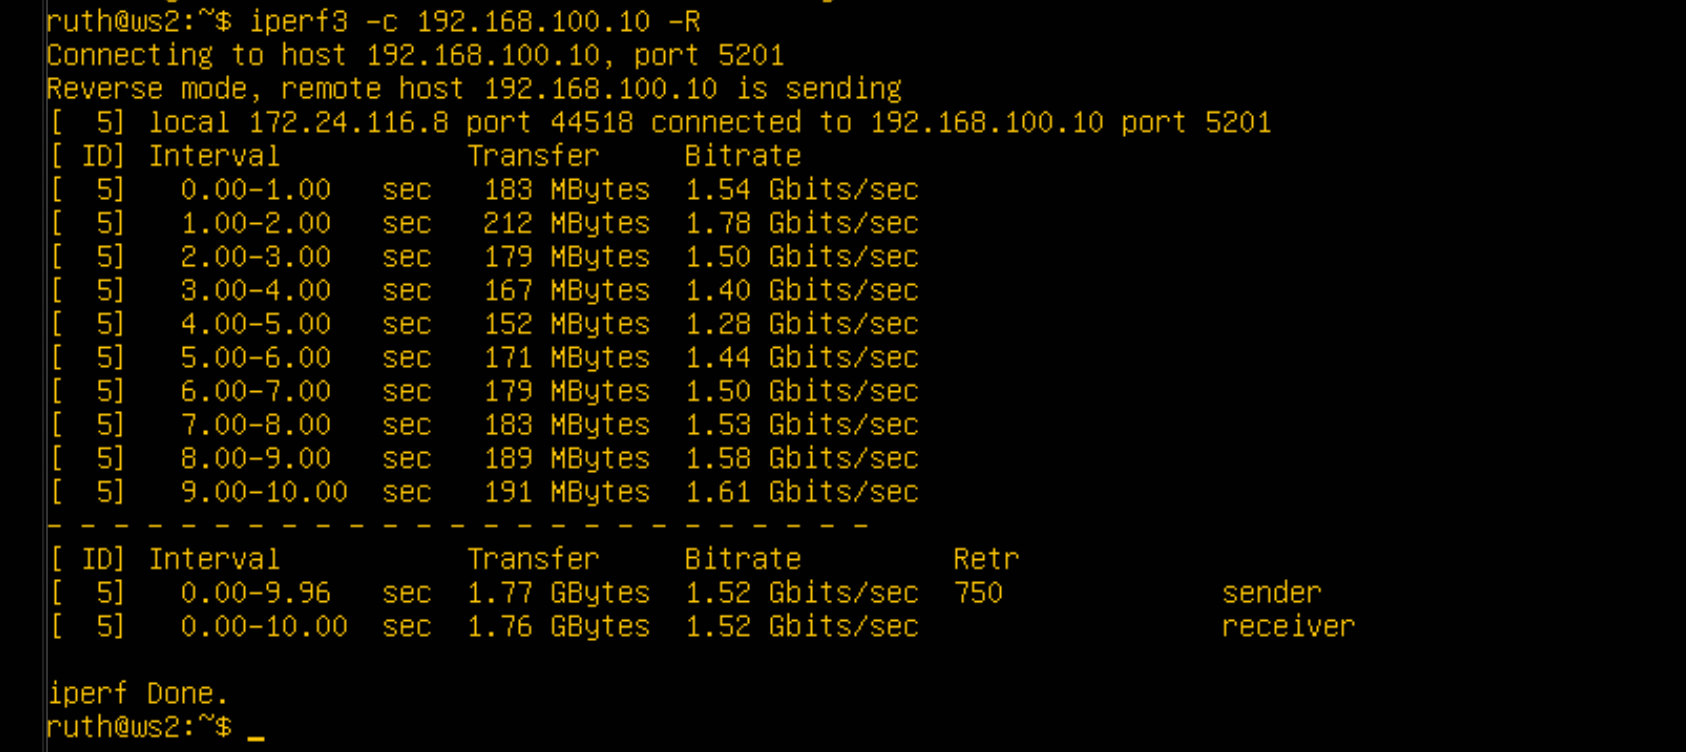 ruth@ws2:~$ iperf3 -c 192.168.100.10 -R
Connecting to host 192.168.100.10, port 5201
Reverse mode, remote host 192.168.100.10 is sending
[  5] local 172.24.116.8 port 44518 connected to 192.168.100.10 port 5201
[ ID] Interval           Transfer     Bitrate
[  5]   0.00-1.00   sec   183 MBytes  1.54 Gbits/sec
[  5]   1.00-2.00   sec   212 MBytes  1.78 Gbits/sec
[  5]   2.00-3.00   sec   179 MBytes  1.50 Gbits/sec
[  5]   3.00-4.00   sec   167 MBytes  1.40 Gbits/sec
[  5]   4.00-5.00   sec   152 MBytes  1.28 Gbits/sec
[  5]   5.00-6.00   sec   171 MBytes  1.44 Gbits/sec
[  5]   6.00-7.00   sec   179 MBytes  1.50 Gbits/sec
[  5]   7.00-8.00   sec   183 MBytes  1.53 Gbits/sec
[  5]   8.00-9.00   sec   189 MBytes  1.58 Gbits/sec
[  5]   9.00-10.00  sec   191 MBytes  1.61 Gbits/sec
- - - - - - - - - - - - - - - - - - - - - - - - -
[ ID] Interval           Transfer     Bitrate         Retr
[  5]   0.00-9.96   sec  1.77 GBytes  1.52 Gbits/sec  750             sender
[  5]   0.00-10.00  sec  1.76 GBytes  1.52 Gbits/sec                  receiver
iperf Done.
ruth@ws2:~$ _